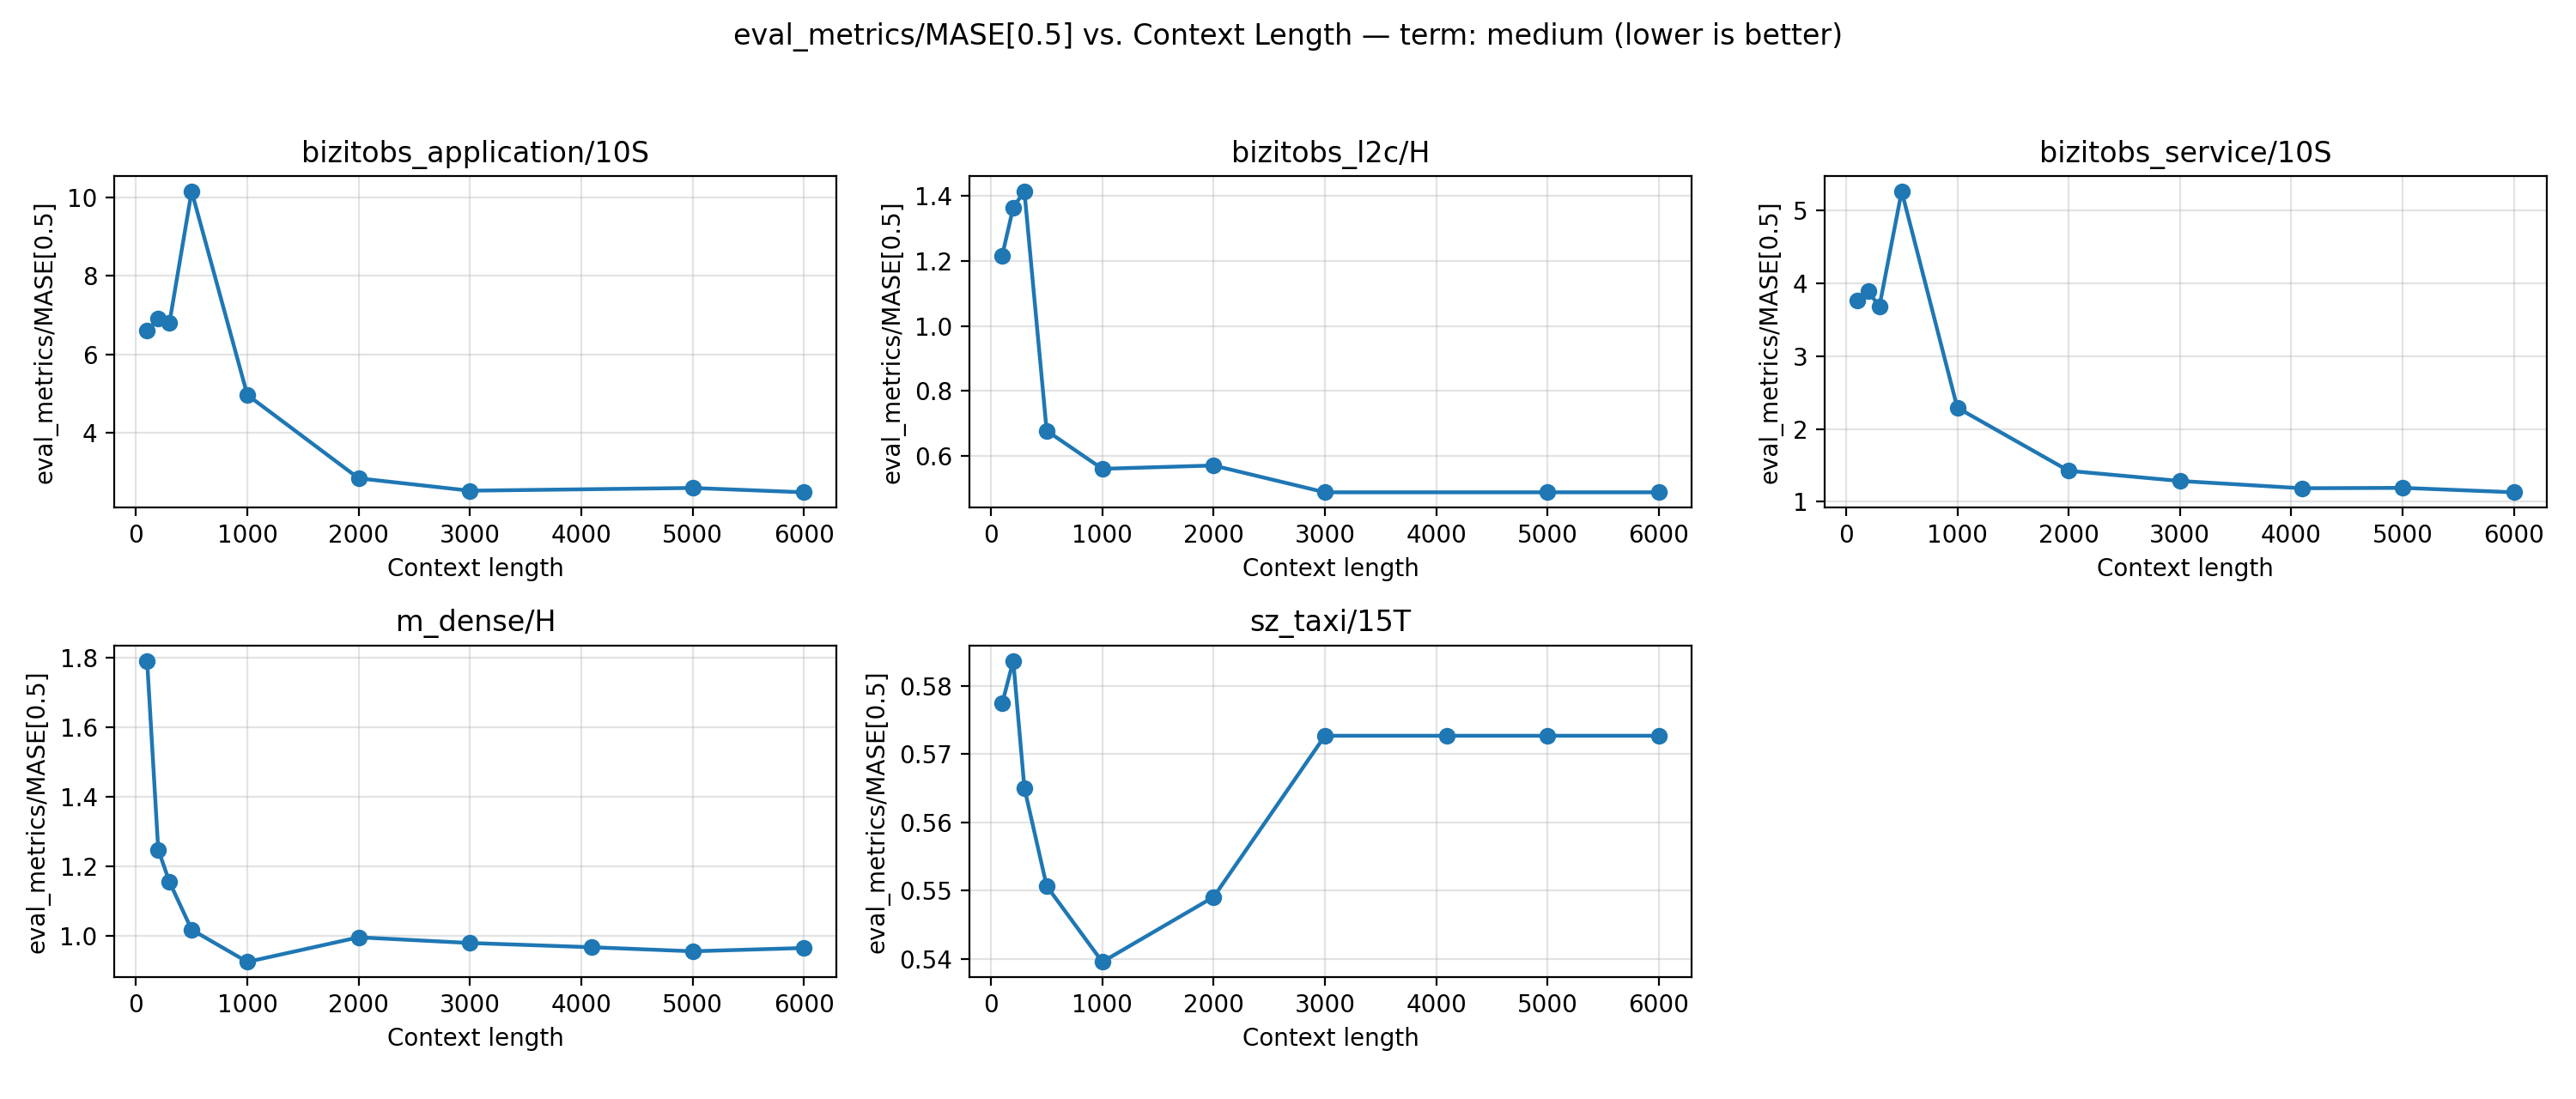 eval_metrics/MASE[0.5] vs. Context Length — term: medium (lower is better)
bizitobs_application/10S
eval_metrics/MASE[0.5]
10
8
6
4
0 1000 2000 3000 4000 5000 6000
Context length
bizitobs_l2c/H
eval_metrics/MASE[0.5]
1.4
1.2
1.0
0.8
0.6
0 1000 2000 3000 4000 5000 6000
Context length
bizitobs_service/10S
eval_metrics/MASE[0.5]
5
4
3
2
1
0 1000 2000 3000 4000 5000 6000
Context length
m_dense/H
eval_metrics/MASE[0.5]
1.8
1.6
1.4
1.2
1.0
0 1000 2000 3000 4000 5000 6000
Context length
sz_taxi/15T
eval_metrics/MASE[0.5]
0.58
0.57
0.56
0.55
0.54
0 1000 2000 3000 4000 5000 6000
Context length